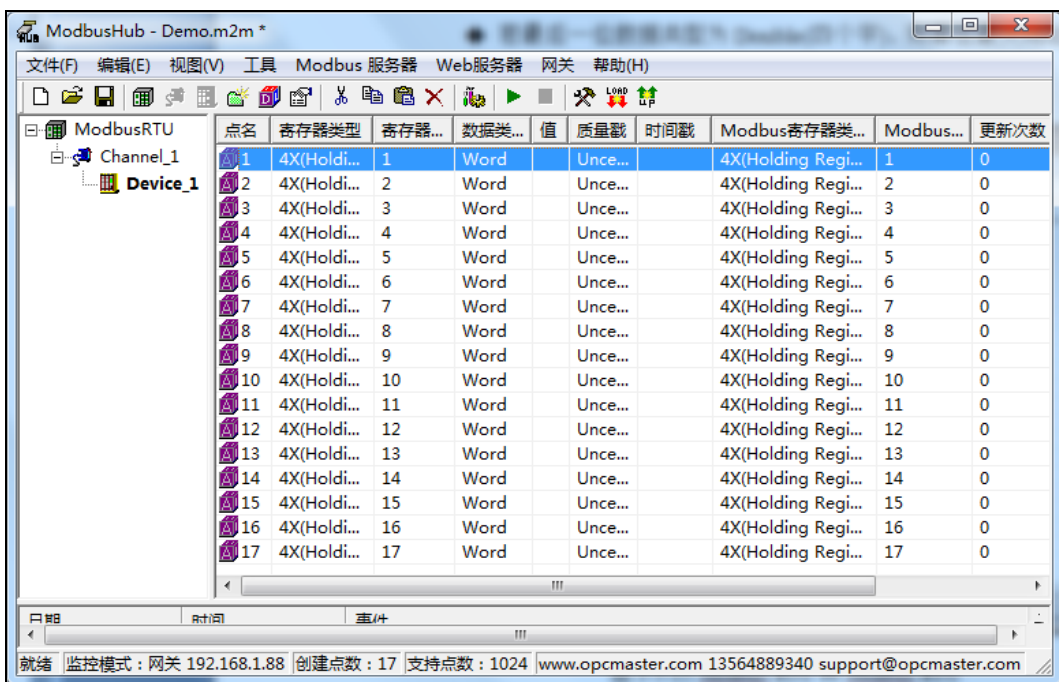 ModbusHub - Demo.m2m *
文件(F) 编辑(E) 视图(V) 工具 Modbus 服务器 Web服务器 网关 帮助(H)
ModbusRTU
Channel_1
Device_1
点名 寄存器类型 寄存器... 数据类... 值 质量戳 时间戳 Modbus寄存器类... Modbus... 更新次数
1 4X(Holdi... 1 Word Unce... 4X(Holding Regi... 1 0
2 4X(Holdi... 2 Word Unce... 4X(Holding Regi... 2 0
3 4X(Holdi... 3 Word Unce... 4X(Holding Regi... 3 0
4 4X(Holdi... 4 Word Unce... 4X(Holding Regi... 4 0
5 4X(Holdi... 5 Word Unce... 4X(Holding Regi... 5 0
6 4X(Holdi... 6 Word Unce... 4X(Holding Regi... 6 0
7 4X(Holdi... 7 Word Unce... 4X(Holding Regi... 7 0
8 4X(Holdi... 8 Word Unce... 4X(Holding Regi... 8 0
9 4X(Holdi... 9 Word Unce... 4X(Holding Regi... 9 0
10 4X(Holdi... 10 Word Unce... 4X(Holding Regi... 10 0
11 4X(Holdi... 11 Word Unce... 4X(Holding Regi... 11 0
12 4X(Holdi... 12 Word Unce... 4X(Holding Regi... 12 0
13 4X(Holdi... 13 Word Unce... 4X(Holding Regi... 13 0
14 4X(Holdi... 14 Word Unce... 4X(Holding Regi... 14 0
15 4X(Holdi... 15 Word Unce... 4X(Holding Regi... 15 0
16 4X(Holdi... 16 Word Unce... 4X(Holding Regi... 16 0
17 4X(Holdi... 17 Word Unce... 4X(Holding Regi... 17 0
日期 时间 事件
就绪 监控模式：网关 192.168.1.88 创建点数：17 支持点数：1024 www.opcmaster.com 13564889340 support@opcmaster.com